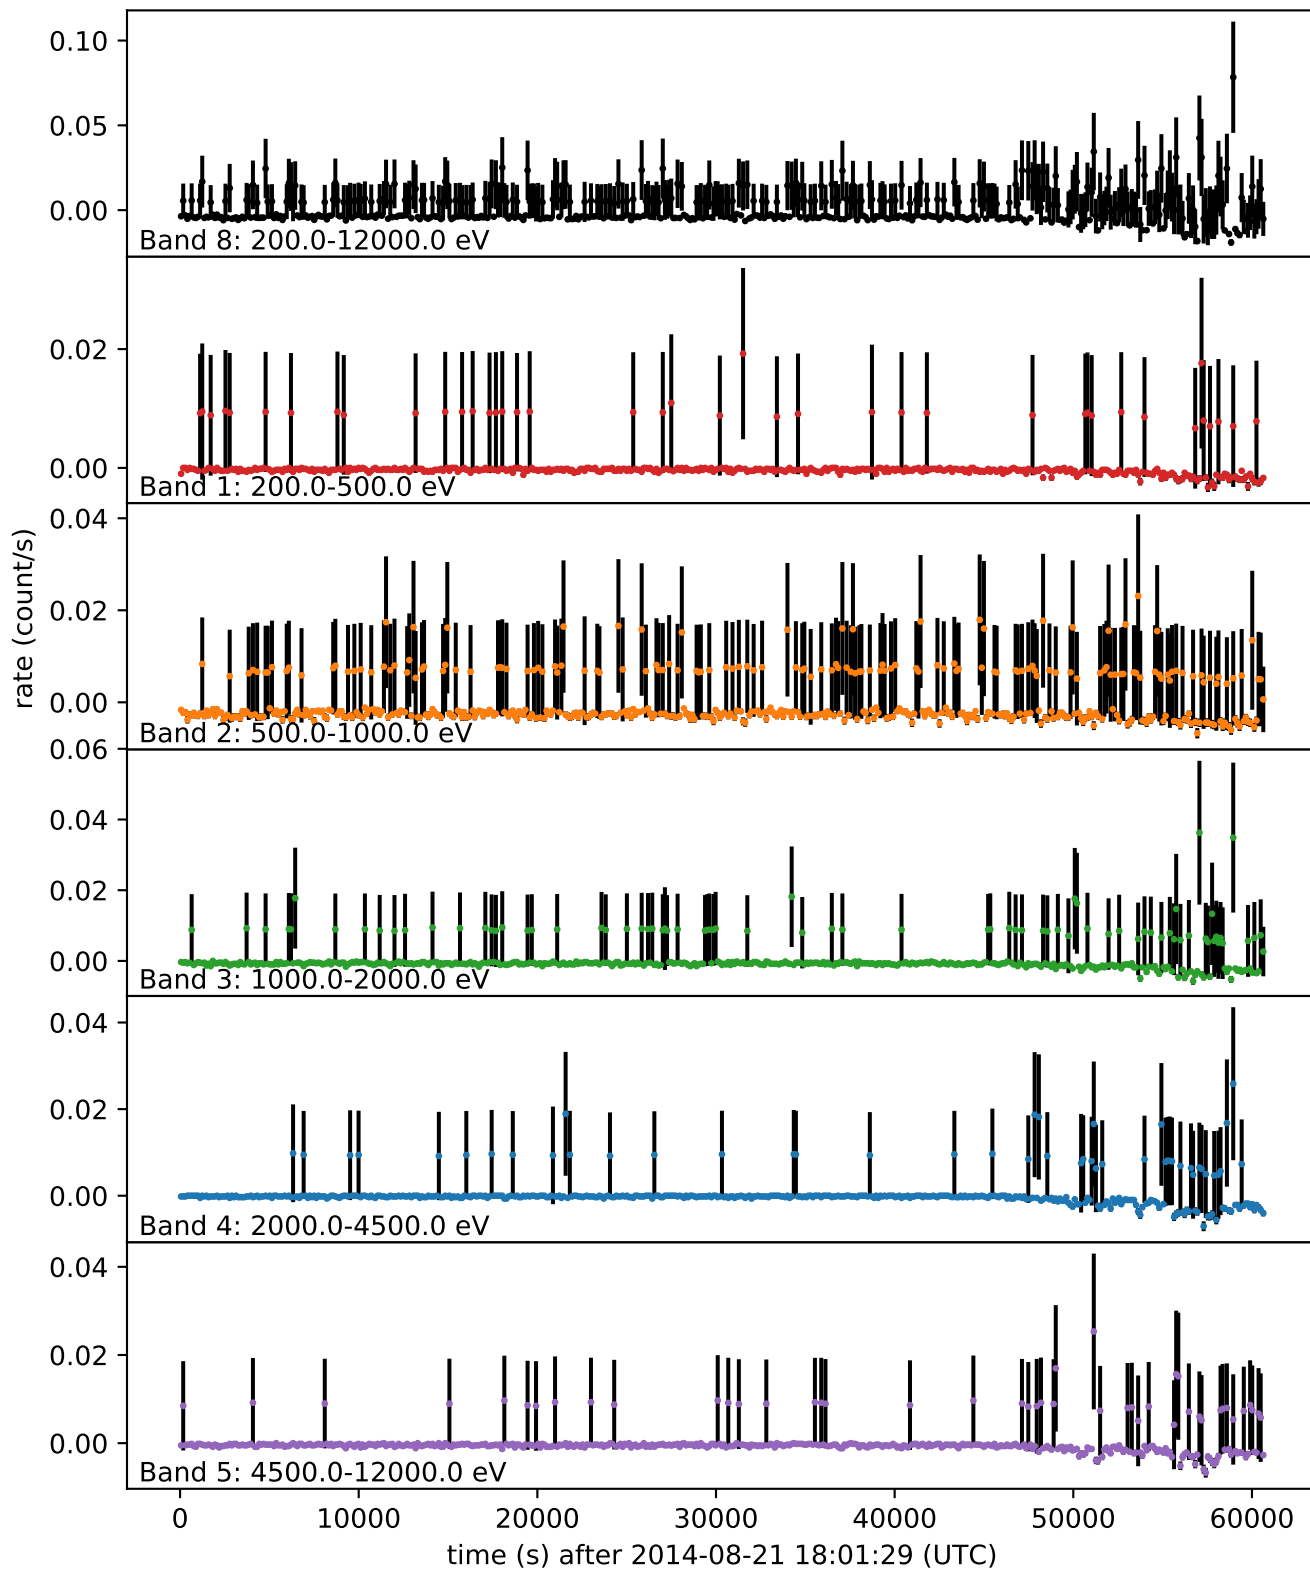 0.10
0.05
0.00
Band 8: 200.0-12000.0 eV
0.02
0.00
Band 1: 200.0-500.0 eV
0.04
0.02
0.00
Band 2: 500.0-1000.0 eV
rate (count/s)
0.06
0.04
0.02
0.00
Band 3: 1000.0-2000.0 eV
0.04
0.02
0.00
Band 4: 2000.0-4500.0 eV
0.04
0.02
0.00
Band 5: 4500.0-12000.0 eV
0 10000 20000 30000 40000 50000 60000
time (s) after 2014-08-21 18:01:29 (UTC)